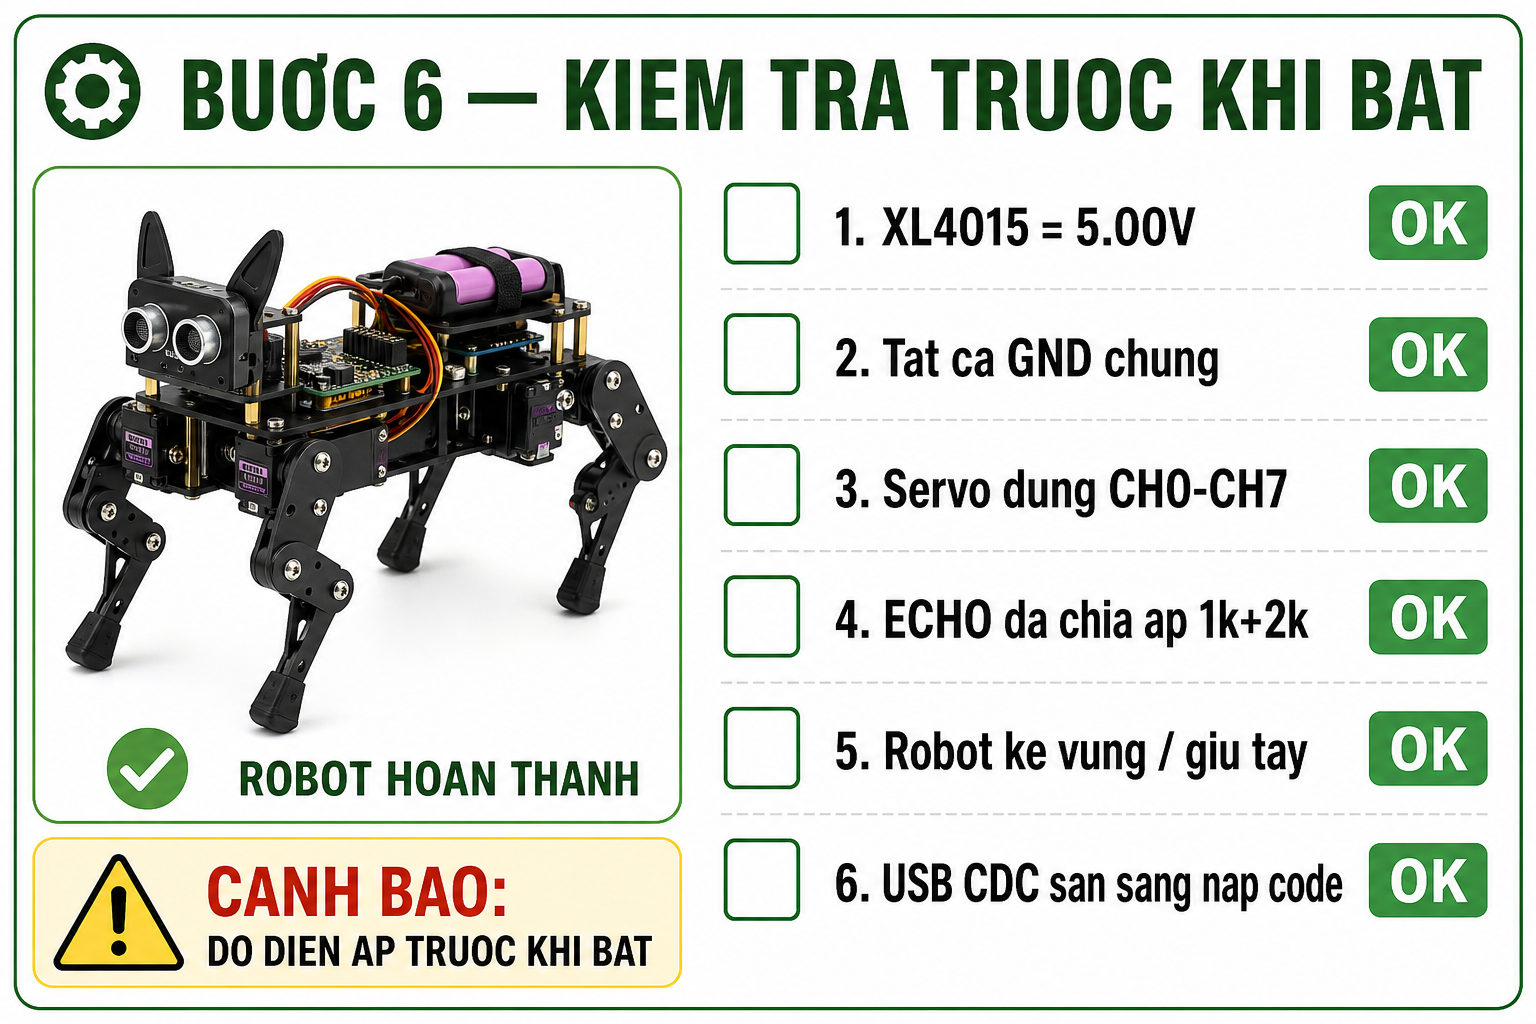 BƯỚC 6 — KIEM TRA TRUOC KHI BAT
1. XL4015 = 5.00V OK
2. Tat ca GND chung OK
3. Servo dung CH0-CH7 OK
4. ECHO da chia ap 1k+2k OK
5. Robot ke vung / giu tay OK
6. USB CDC san sang nap code OK
ROBOT HOAN THANH
CANH BAO:
DO DIEN AP TRUOC KHI BAT